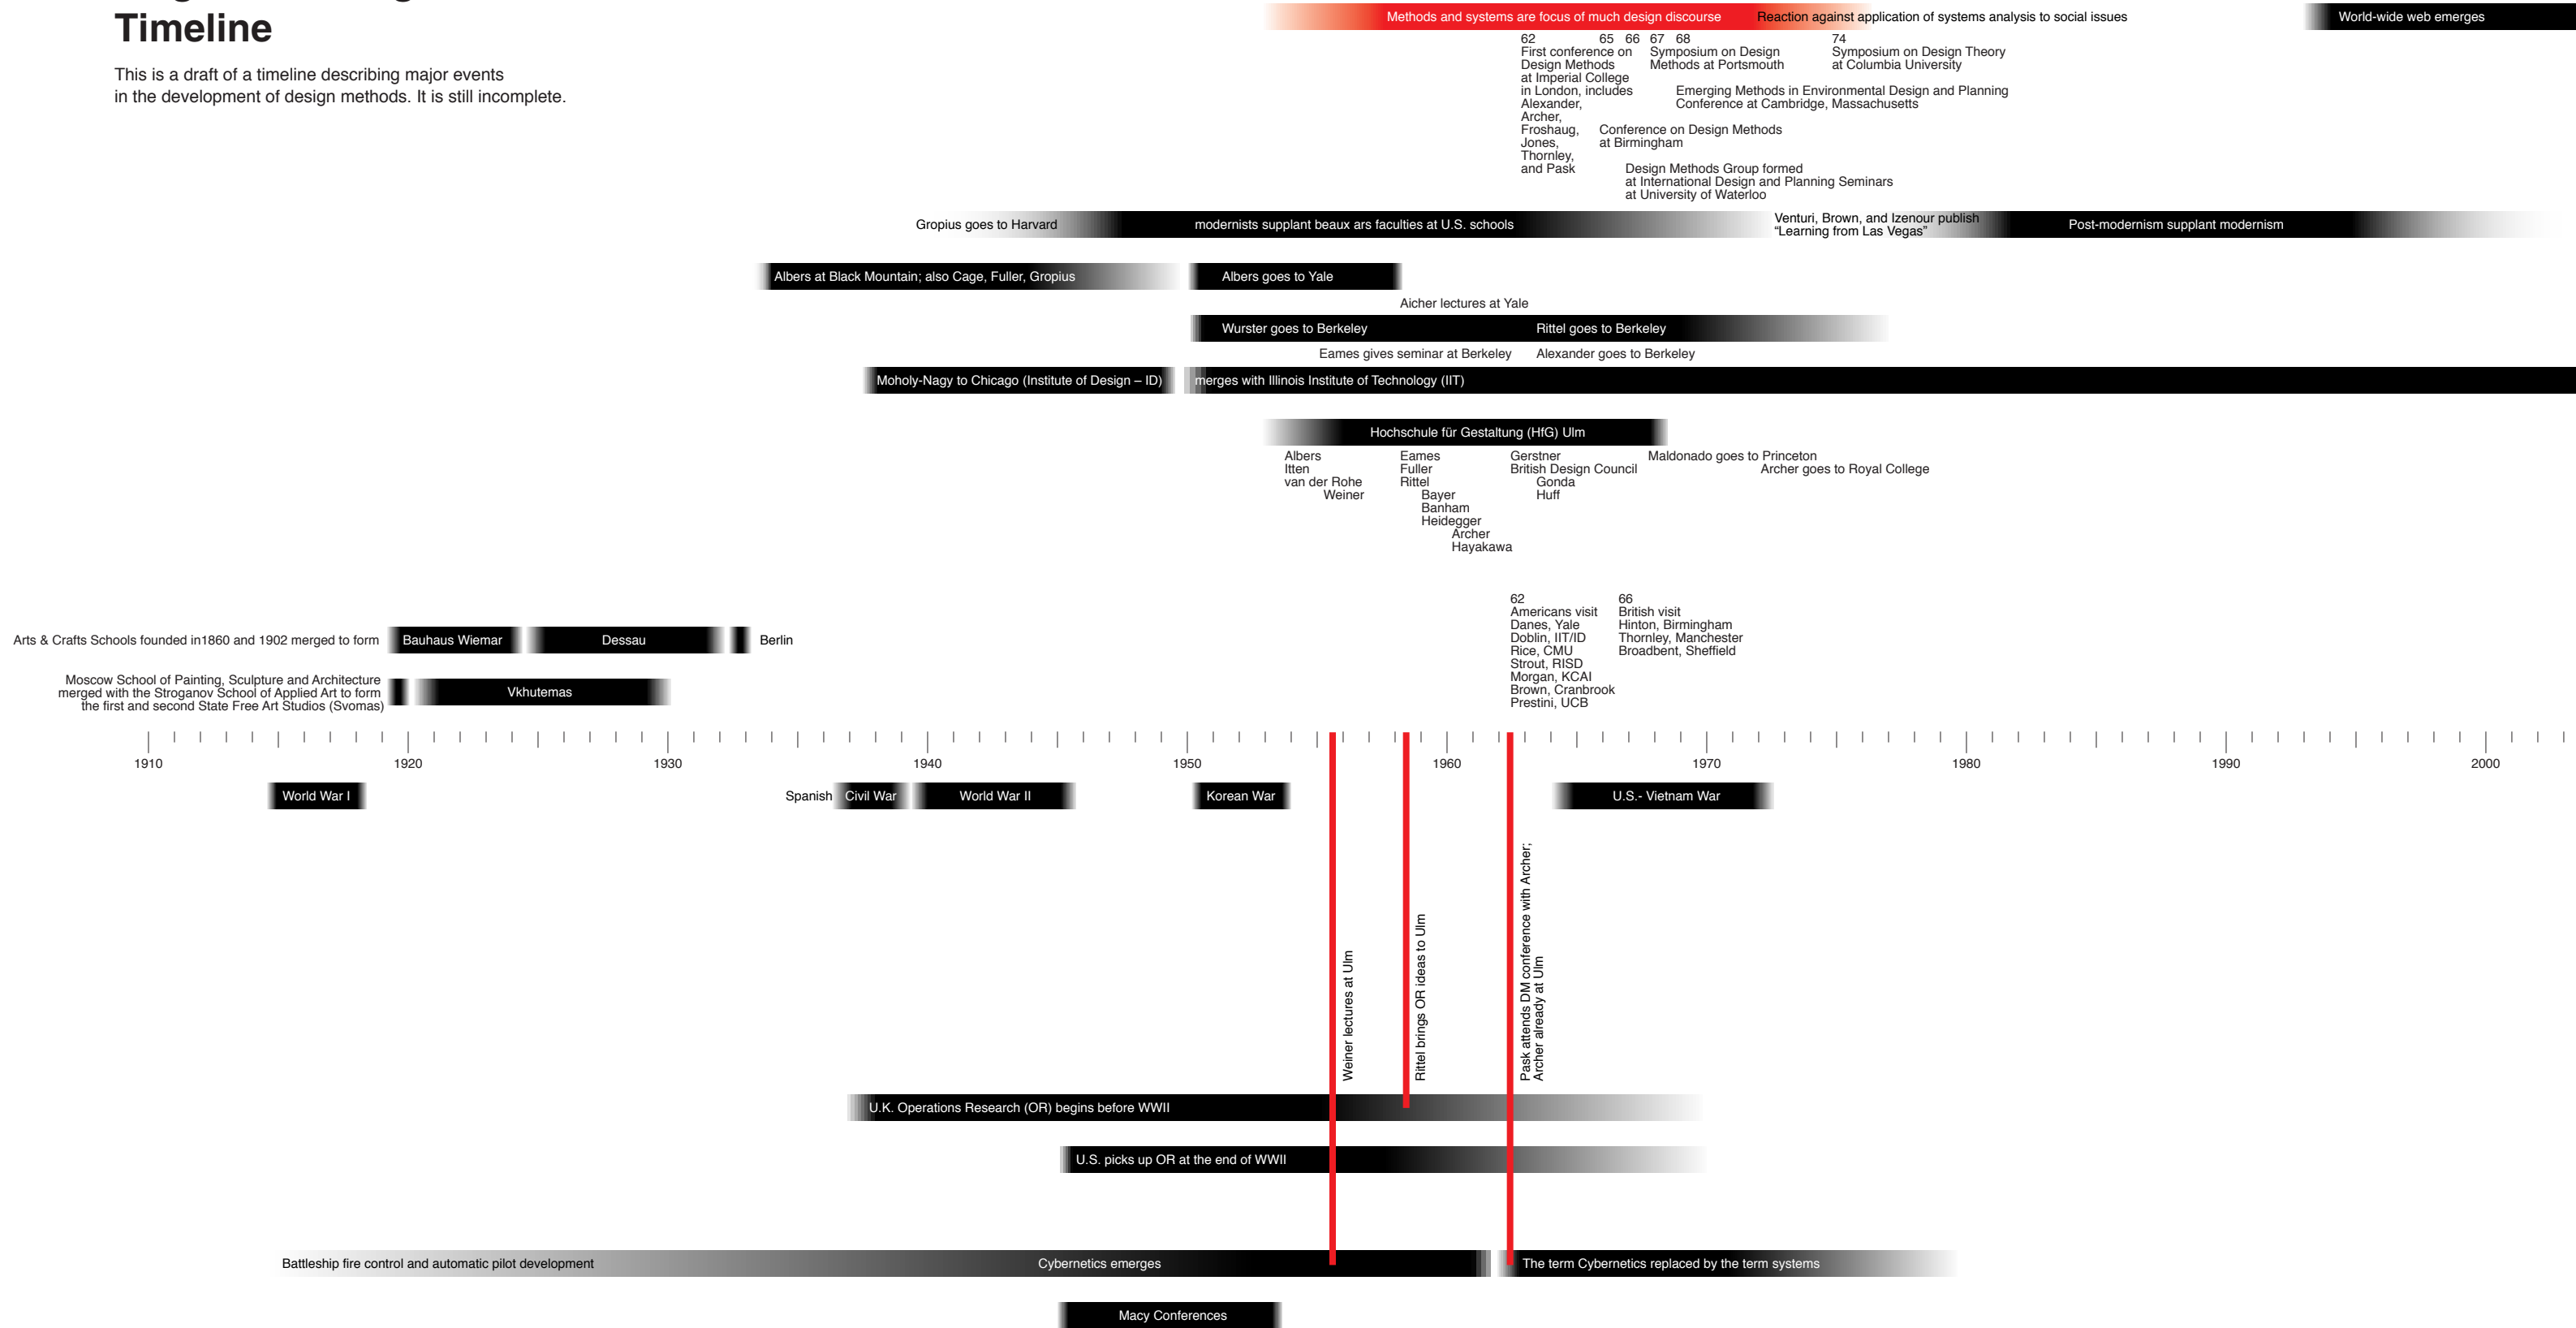 Timeline
This is a draft of a timeline describing major events
in the development of design methods. It is still incomplete.
Methods and systems are focus of much design discourse
Reaction against application of systems analysis to social issues
World-wide web emerges
62
First conference on
Design Methods
at Imperial College
in London, includes
Alexander,
Archer,
Froshaug,
Jones,
Thornley,
and Pask
65
66
67
68
Symposium on Design
Methods at Portsmouth
Emerging Methods in Environmental Design and Planning
Conference at Cambridge, Massachusetts
Conference on Design Methods
at Birmingham
Design Methods Group formed
at International Design and Planning Seminars
at University of Waterloo
74
Symposium on Design Theory
at Columbia University
Gropius goes to Harvard
modernists supplant beaux ars faculties at U.S. schools
Venturi, Brown, and Izenour publish
“Learning from Las Vegas”
Post-modernism supplant modernism
Albers at Black Mountain; also Cage, Fuller, Gropius
Albers goes to Yale
Aicher lectures at Yale
Wurster goes to Berkeley
Rittel goes to Berkeley
Eames gives seminar at Berkeley
Alexander goes to Berkeley
Moholy-Nagy to Chicago (Institute of Design – ID)
merges with Illinois Institute of Technology (IIT)
Hochschule für Gestaltung (HfG) Ulm
Albers
Itten
van der Rohe
Weiner
Eames
Fuller
Rittel
Bayer
Banham
Heidegger
Archer
Hayakawa
Gerstner
British Design Council
Gonda
Huff
Maldonado goes to Princeton
Archer goes to Royal College
62
Americans visit
Danes, Yale
Doblin, IIT/ID
Rice, CMU
Strout, RISD
Morgan, KCAI
Brown, Cranbrook
Prestini, UCB
66
British visit
Hinton, Birmingham
Thornley, Manchester
Broadbent, Sheffield
Arts & Crafts Schools founded in1860 and 1902 merged to form
Bauhaus Wiemar
Dessau
Berlin
Moscow School of Painting, Sculpture and Architecture
merged with the Stroganov School of Applied Art to form
the first and second State Free Art Studios (Svomas)
Vkhutemas
1910
1920
1930
1940
1950
1960
1970
1980
1990
2000
World War I
Spanish Civil War
World War II
Korean War
U.S.- Vietnam War
Weiner lectures at Ulm
Rittel brings OR ideas to Ulm
Pask attends DM conference with Archer;
Archer already at Ulm
U.K. Operations Research (OR) begins before WWII
U.S. picks up OR at the end of WWII
Battleship fire control and automatic pilot development
Cybernetics emerges
The term Cybernetics replaced by the term systems
Macy Conferences